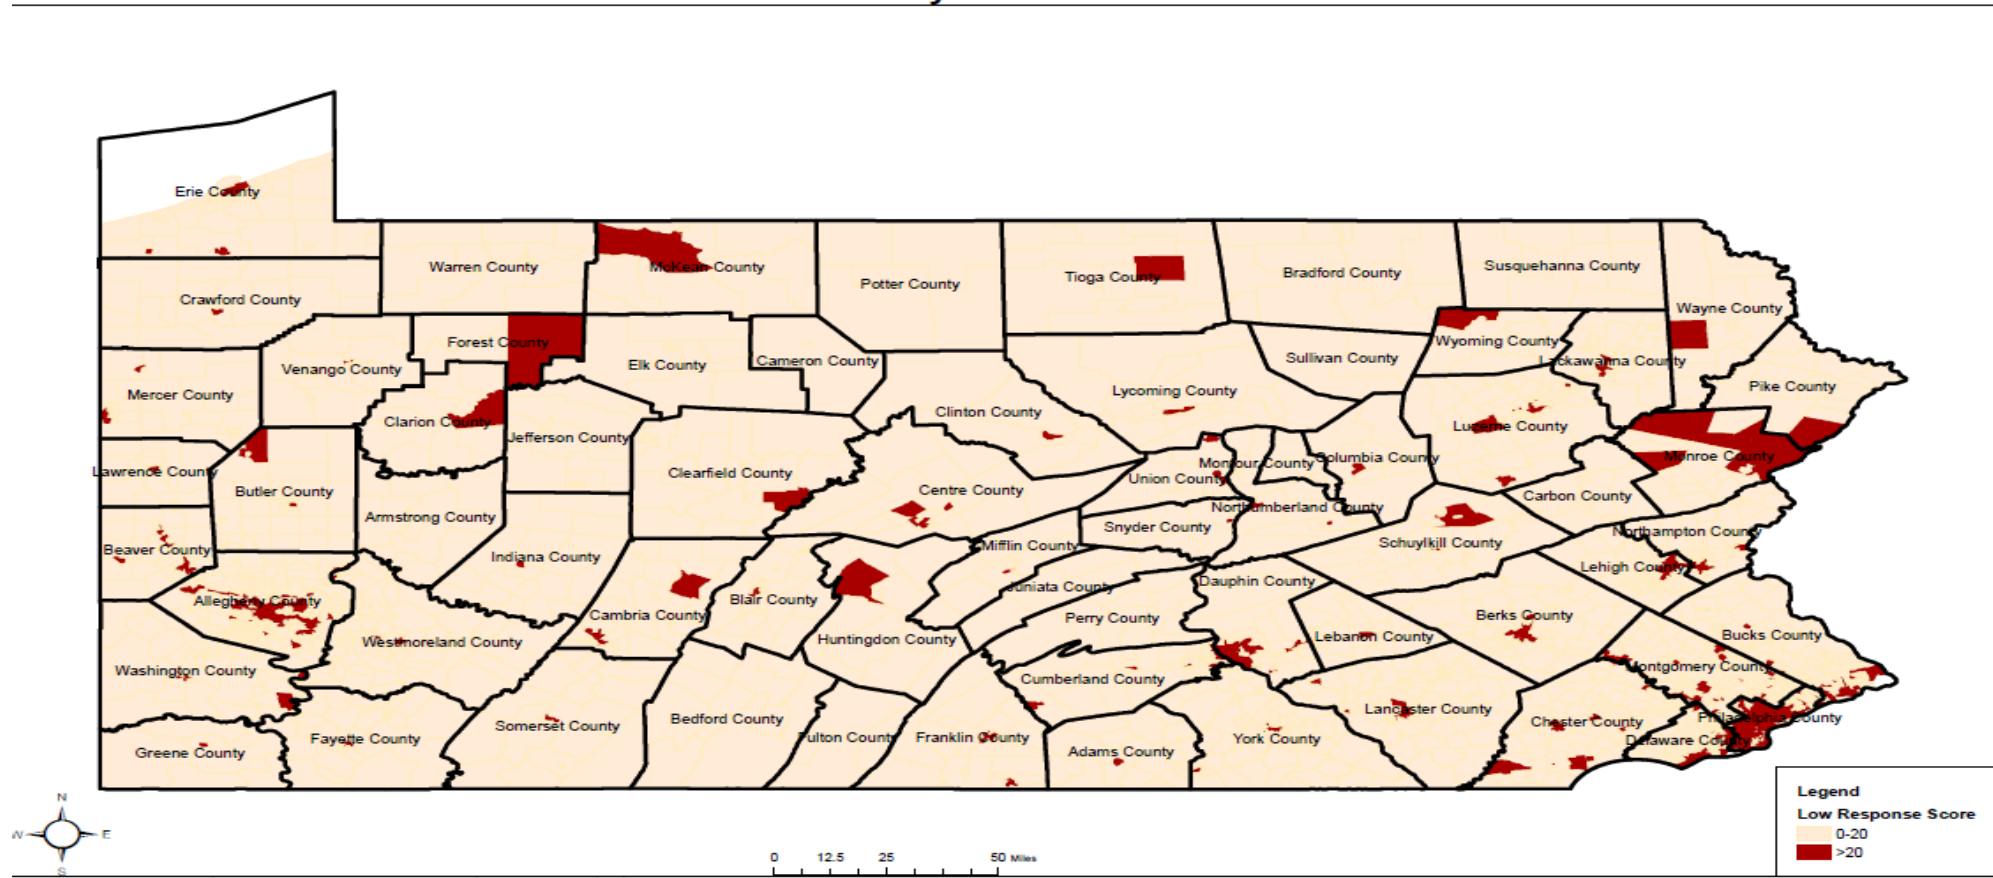 Erie County
Warren County
McKean County
Potter County
Tioga County
Bradford County
Susquehanna County
Wayne County
Crawford County
Forest County
Elk County
Cameron County
Sullivan County
Wyoming County
Lackawanna County
Pike County
Venango County
Mercer County
Clarion County
Jefferson County
Clinton County
Lycoming County
Luzerne County
Monroe County
Lawrence County
Butler County
Clearfield County
Centre County
Union County
Montour County
Columbia County
Carbon County
Armstrong County
Snyder County
Northumberland County
Schuylkill County
Northampton County
Beaver County
Indiana County
Mifflin County
Juniata County
Dauphin County
Lehigh County
Allegheny County
Westmoreland County
Cambria County
Blair County
Huntingdon County
Perry County
Lebanon County
Berks County
Bucks County
Washington County
Cumberland County
Montgomery County
Somerset County
Bedford County
Fulton County
Franklin County
Adams County
York County
Lancaster County
Chester County
Philadelphia County
Delaware County
Greene County
Fayette County
N
W
E
S
0 12.5 25 50 Miles
Legend
Low Response Score
0-20
>20